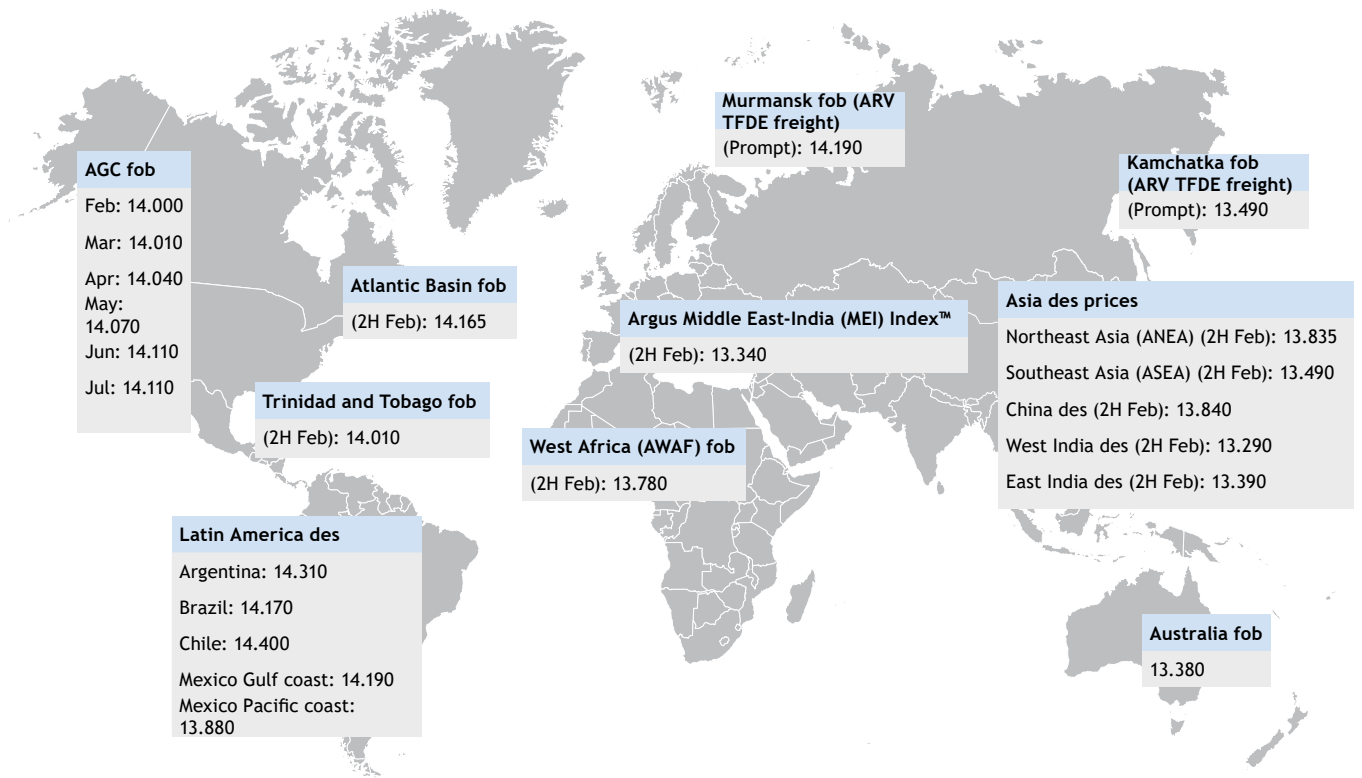 Murmansk fob (ARV
TFDE freight)
(Prompt): 14.190
AGC fob
Feb: 14.000
Mar: 14.010
Apr: 14.040
May:
14.070
Jun: 14.110
Jul: 14.110
Kamchatka fob
(ARV TFDE freight)
(Prompt): 13.490
Atlantic Basin fob
(2H Feb): 14.165
Argus Middle East-India (MEI) Index™
(2H Feb): 13.340
Asia des prices
Northeast Asia (ANEA) (2H Feb): 13.835
Southeast Asia (ASEA) (2H Feb): 13.490
China des (2H Feb): 13.840
West India des (2H Feb): 13.290
East India des (2H Feb): 13.390
Trinidad and Tobago fob
(2H Feb): 14.010
West Africa (AWAF) fob
(2H Feb): 13.780
Latin America des
Argentina: 14.310
Brazil: 14.170
Chile: 14.400
Mexico Gulf coast: 14.190
Mexico Pacific coast:
13.880
Australia fob
13.380